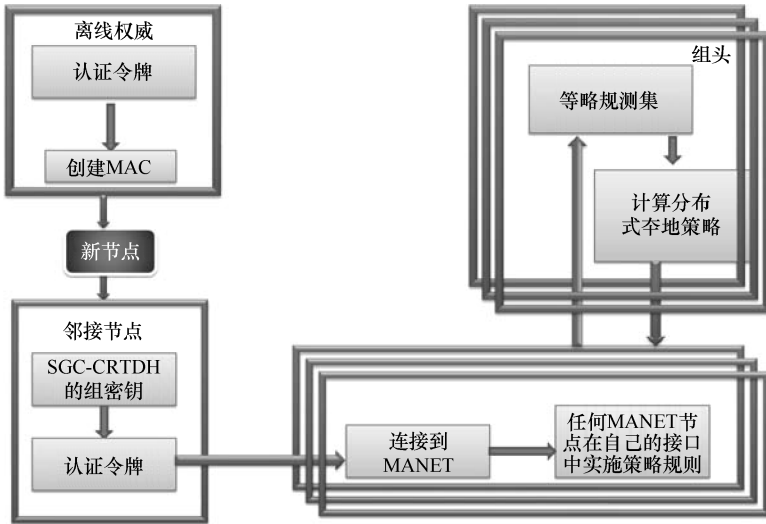 离线权威
认证令牌
创建MAC
新节点
邻接节点
SGC-CRTDH
的组密钥
认证令牌
组头
等略规测集
计算分布
式夲地策略
连接到
MANET
任何MANET节
点在自己的接口
中实施策略规则